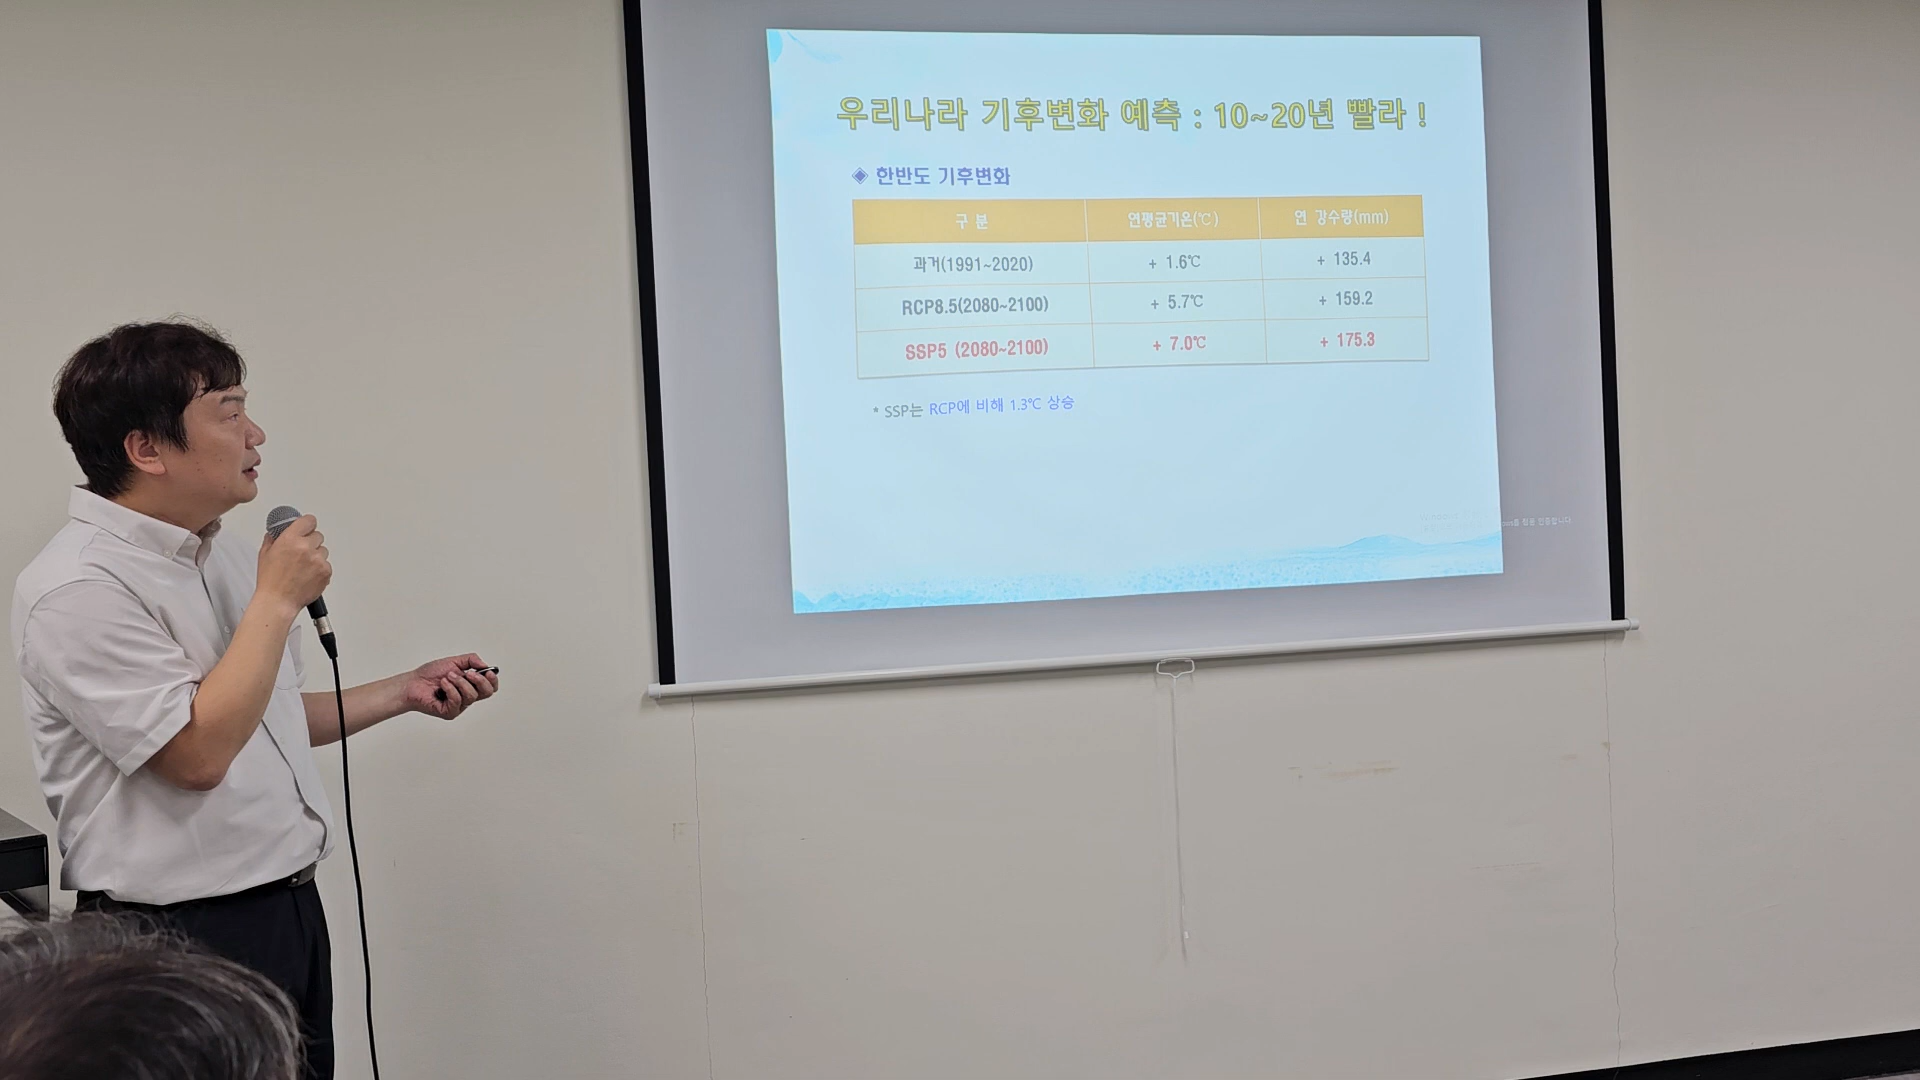 우리나라 기후변화 예측 : 10~20년 빨라 !
◈ 한반도 기후변화
구 분 연평균기온(℃) 연 강수량(mm)
과거(1991~2020) + 1.6℃ + 135.4
RCP8.5(2080~2100) + 5.7℃ + 159.2
SSP5 (2080~2100) + 7.0℃ + 175.3
* SSP는 RCP에 비해 1.3℃ 상승